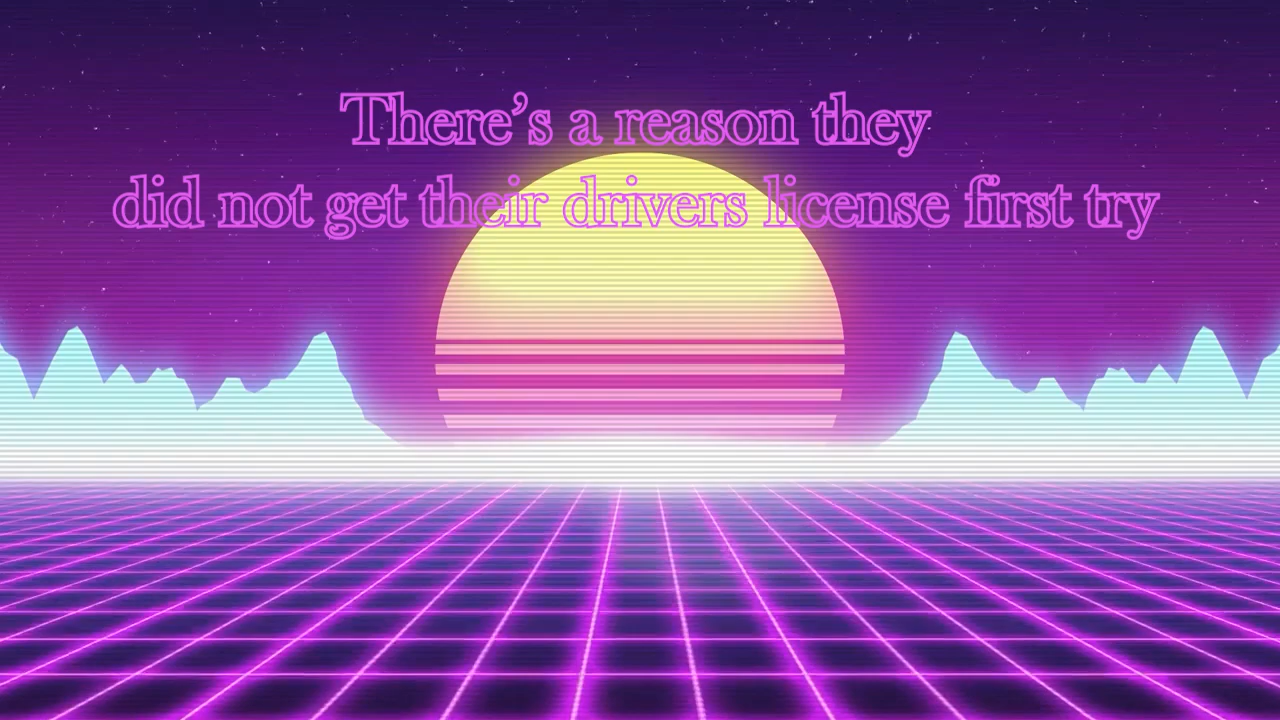 There’s a reason they
did not get their drivers license first try